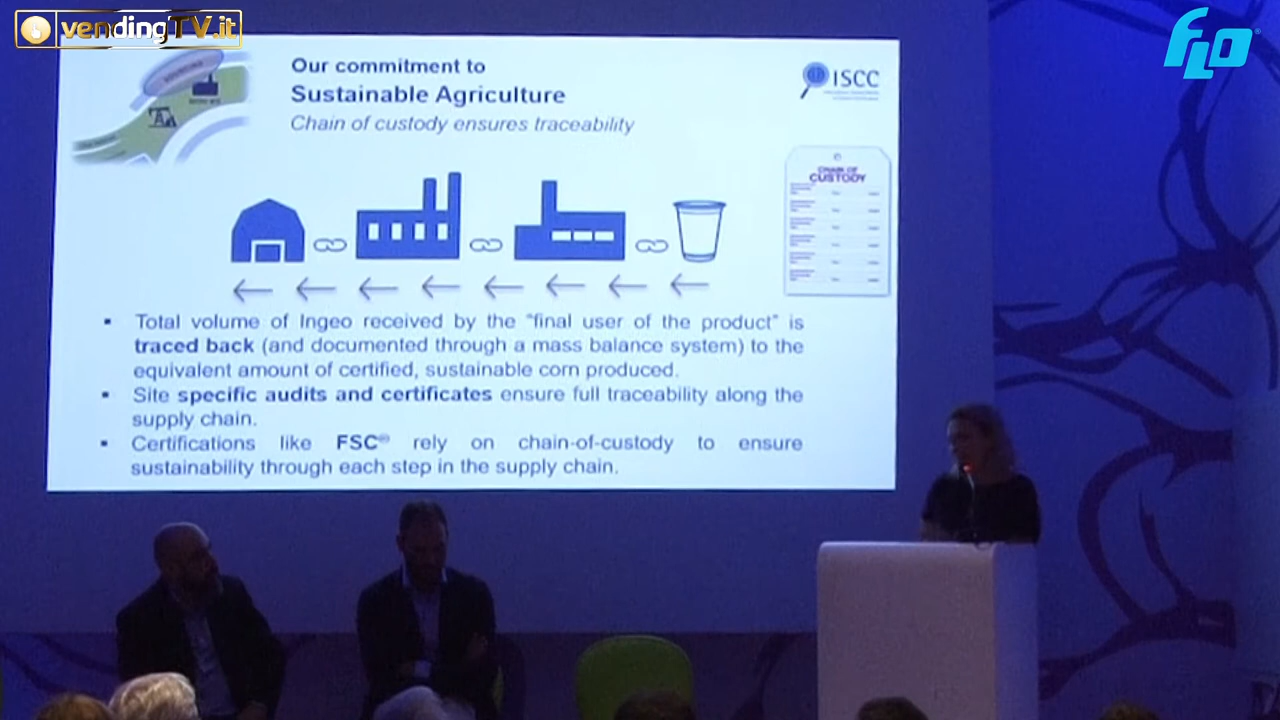 vendingTV.it
FLO
Our commitment to
Sustainable Agriculture
Chain of custody ensures traceability
ISCC
CHAIN OF
CUSTODY
▪ Total volume of Ingeo received by the "final user of the product" is
traced back (and documented through a mass balance system) to the
equivalent amount of certified, sustainable corn produced.
▪ Site specific audits and certificates ensure full traceability along the
supply chain.
▪ Certifications like FSC® rely on chain-of-custody to ensure
sustainability through each step in the supply chain.